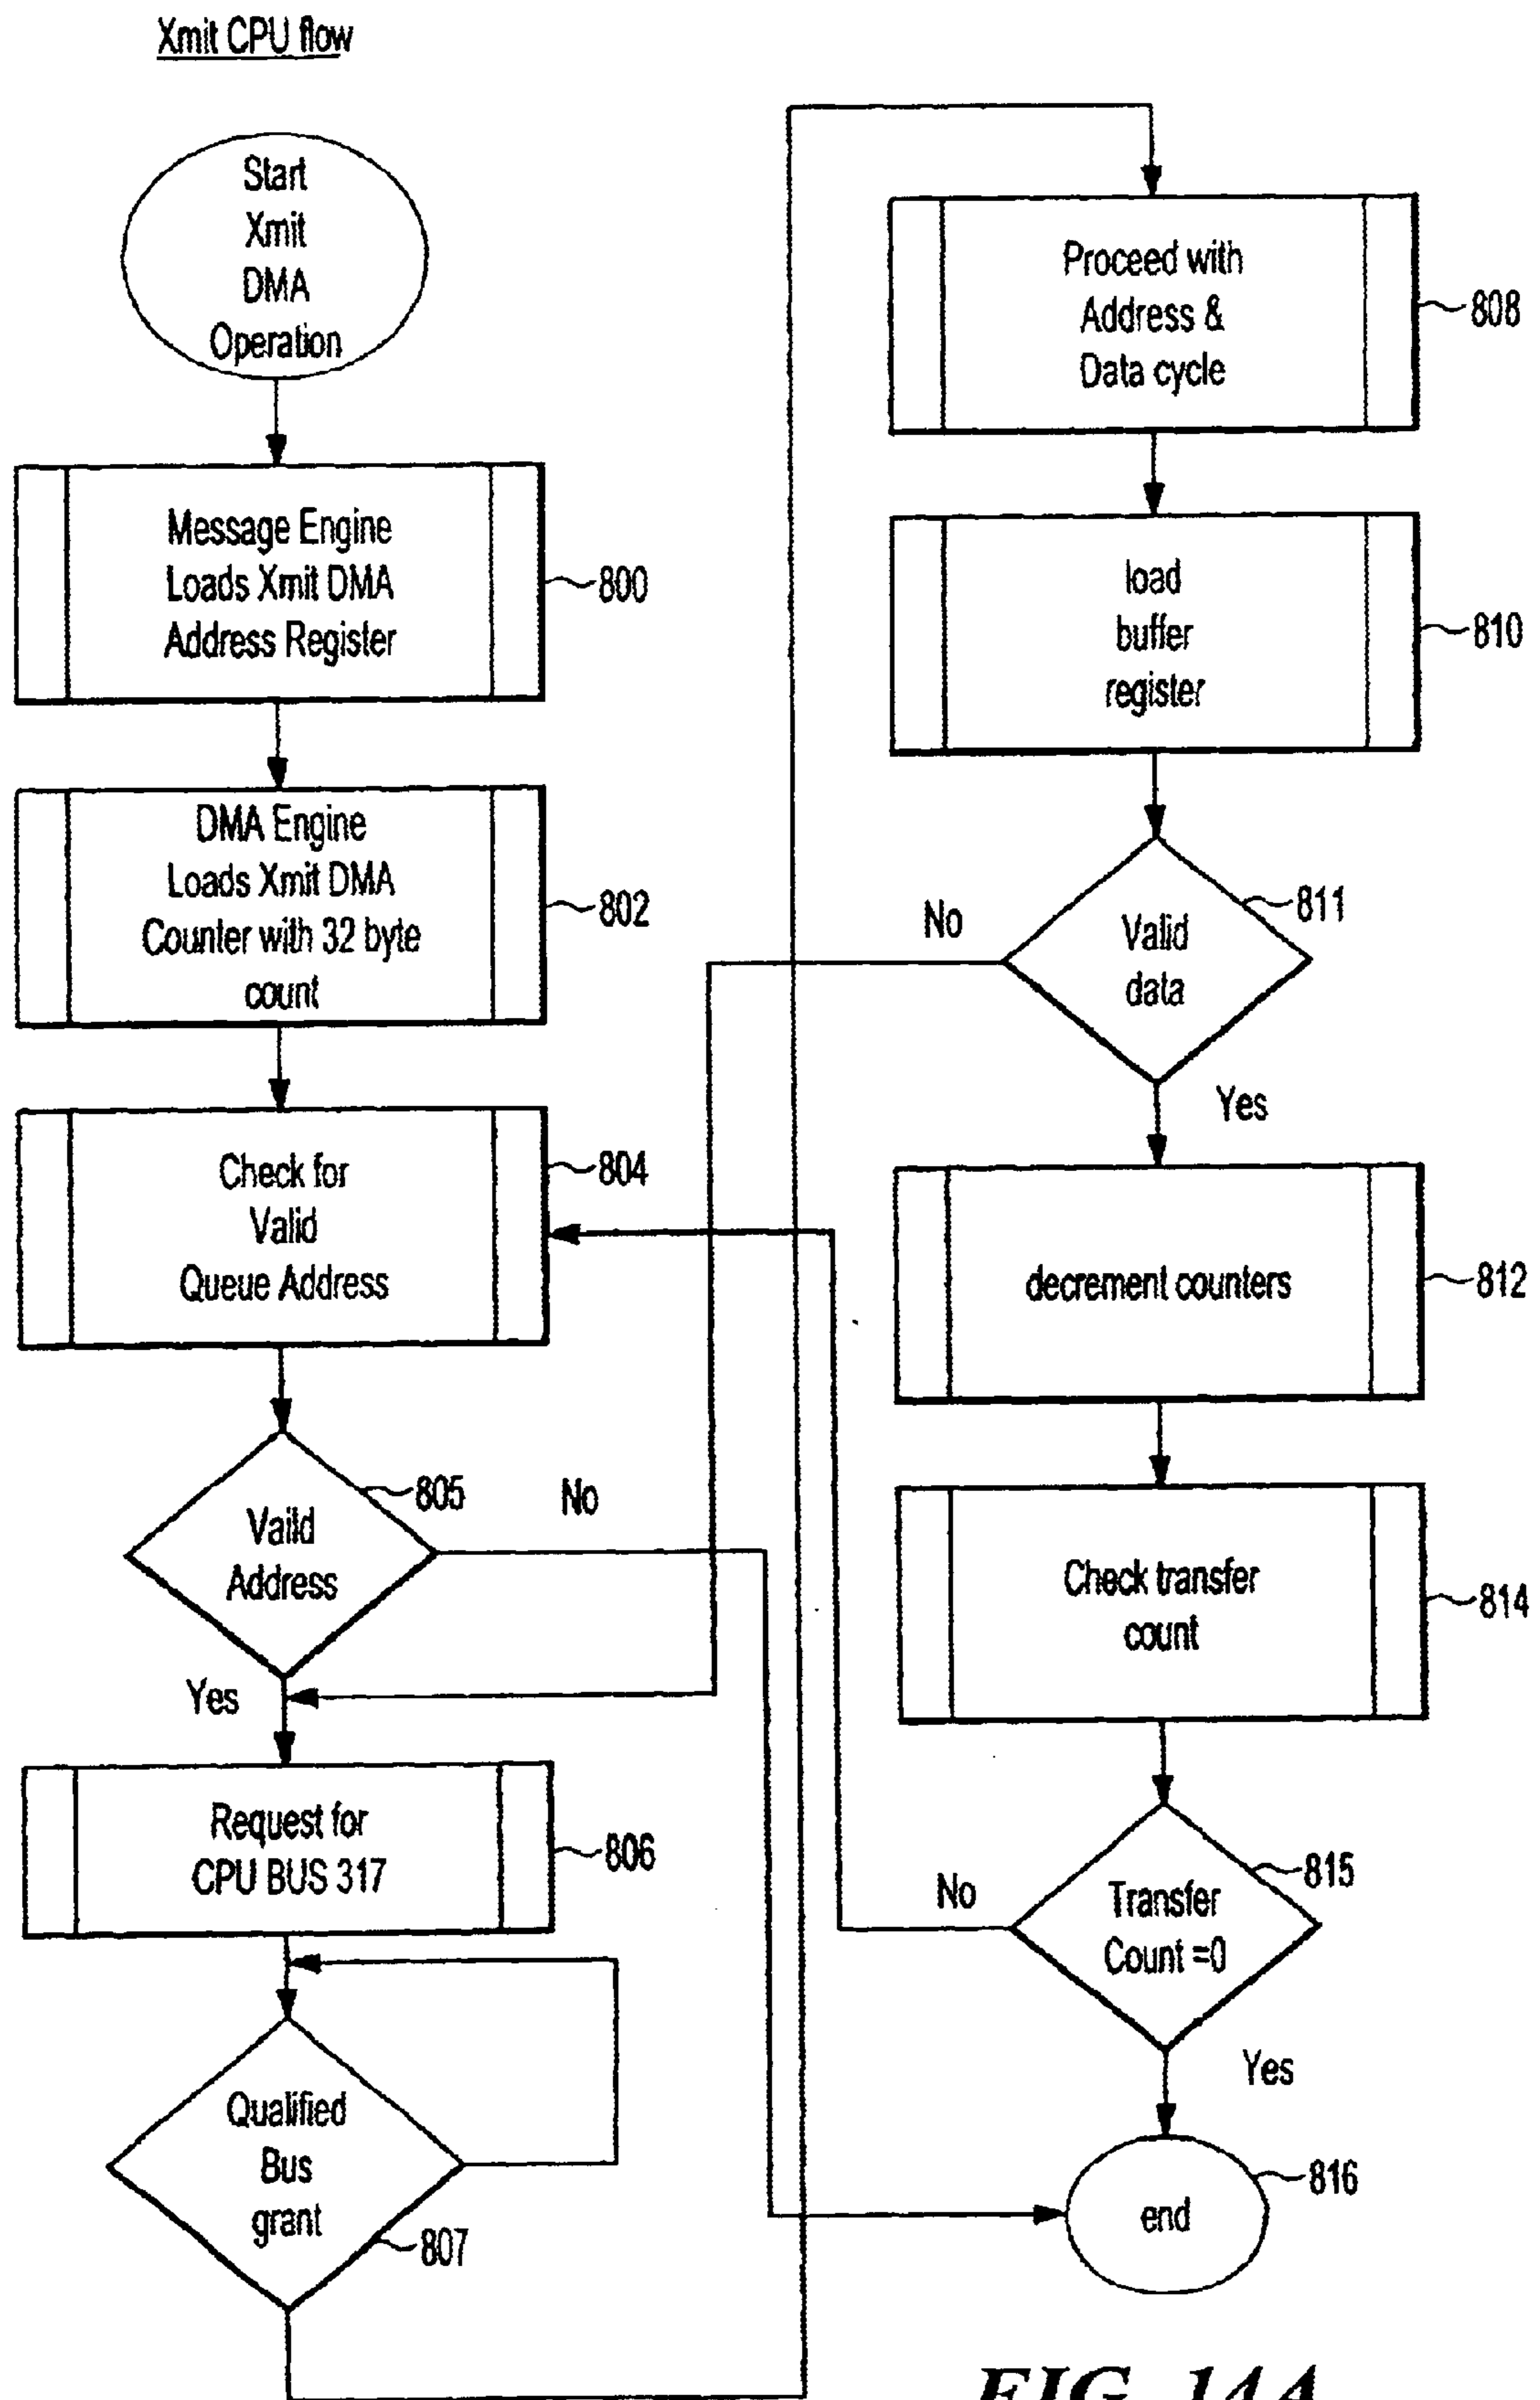 Xmit CPU flow
Start
Xmit
DMA
Operation
Message Engine
Loads Xmit DMA
Address Register
800
DMA Engine
Loads Xmit DMA
Counter with 32 byte
count
802
Check for
Valid
Queue Address
804
Vaild
Address
805
No
Yes
Request for
CPU BUS 317
806
Qualified
Bus
grant
807
Proceed with
Address &
Data cycle
808
load
buffer
register
810
Valid
data
811
No
Yes
decrement counters
812
Check transfer
count
814
Transfer
Count =0
815
No
Yes
end
816
FIG. 14A